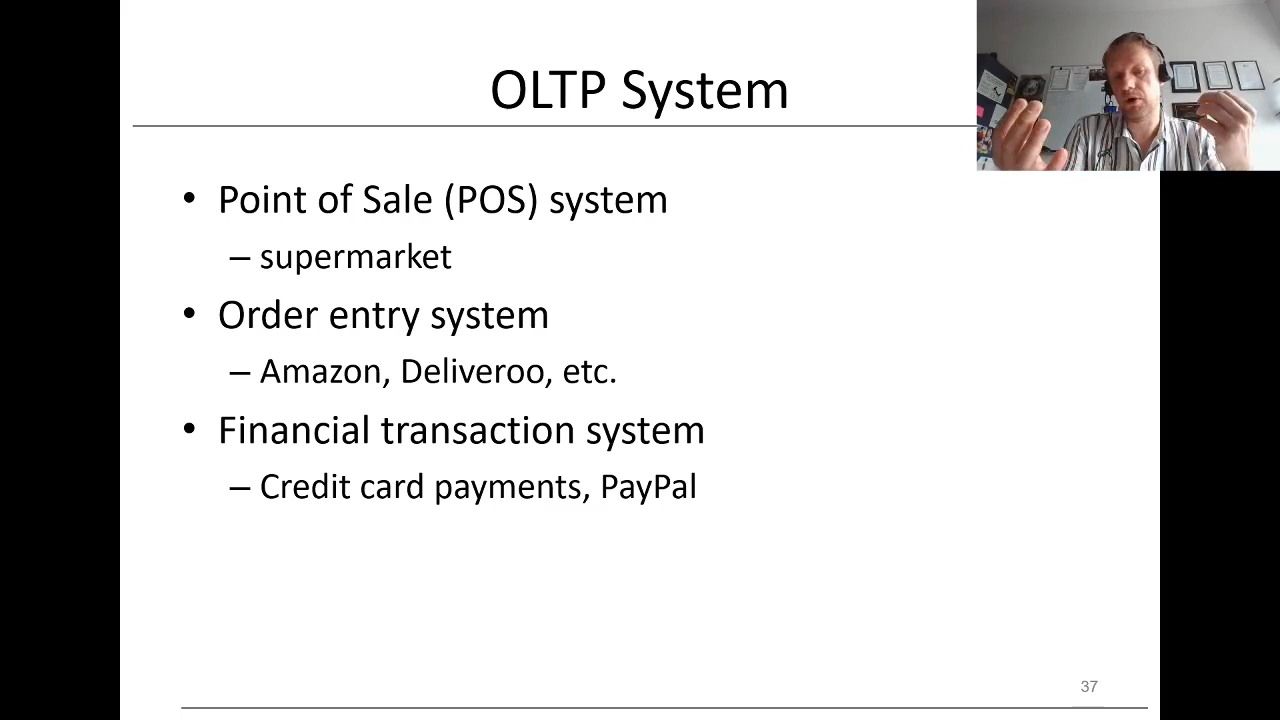 OLTP System
• Point of Sale (POS) system
– supermarket
• Order entry system
– Amazon, Deliveroo, etc.
• Financial transaction system
– Credit card payments, PayPal
37